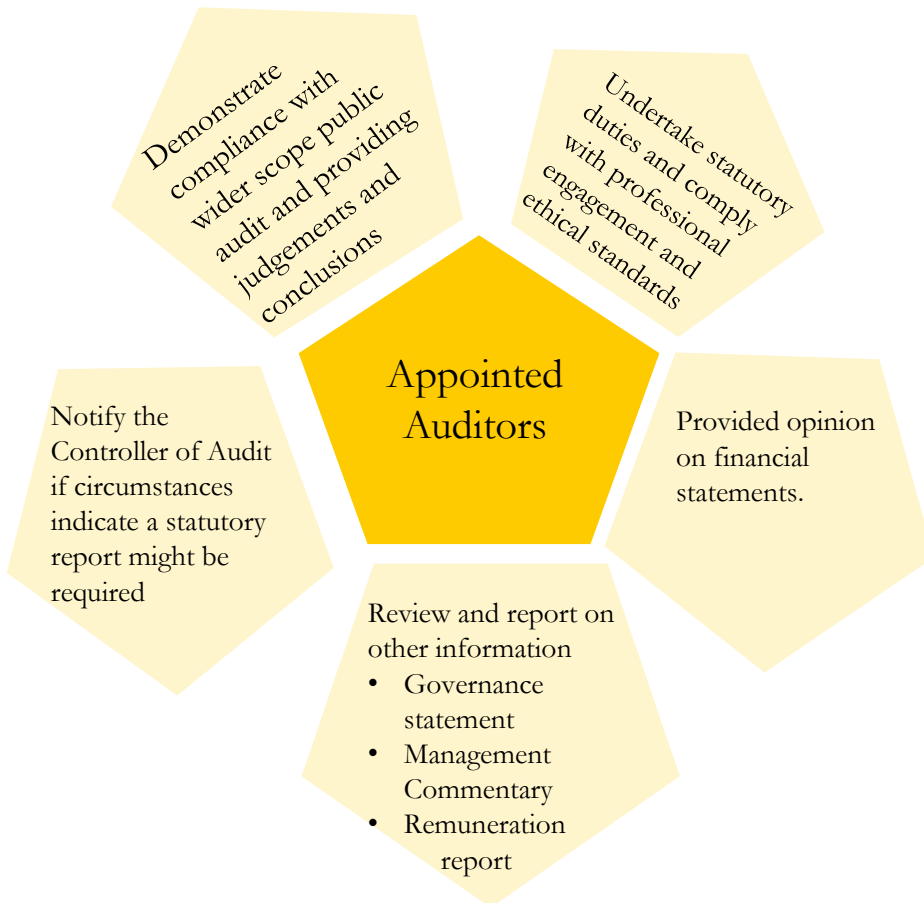 Demonstrate
compliance with
wider scope public
audit and providing
judgements and
conclusions
Undertake statutory
duties and comply
with professional
engagement and
ethical standards
Appointed
Auditors
Notify the
Controller of Audit
if circumstances
indicate a statutory
report might be
required
Provided opinion
on financial
statements.
Review and report on
other information
• Governance
statement
• Management
Commentary
• Remuneration
report